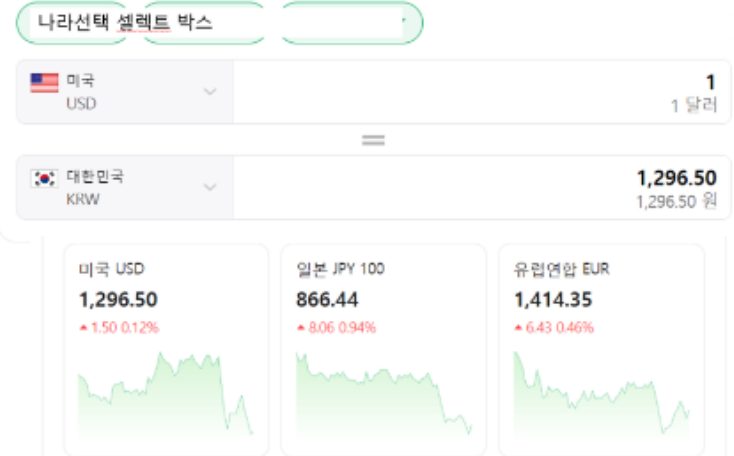 나라선택 셀렉트 박스
미국
USD
1
1 달러
대한민국
KRW
1,296.50
1,296.50 원
미국 USD
1,296.50
▲1.50 0.12%
일본 JPY 100
866.44
▲8.06 0.94%
유럽연합 EUR
1,414.35
▲6.43 0.46%